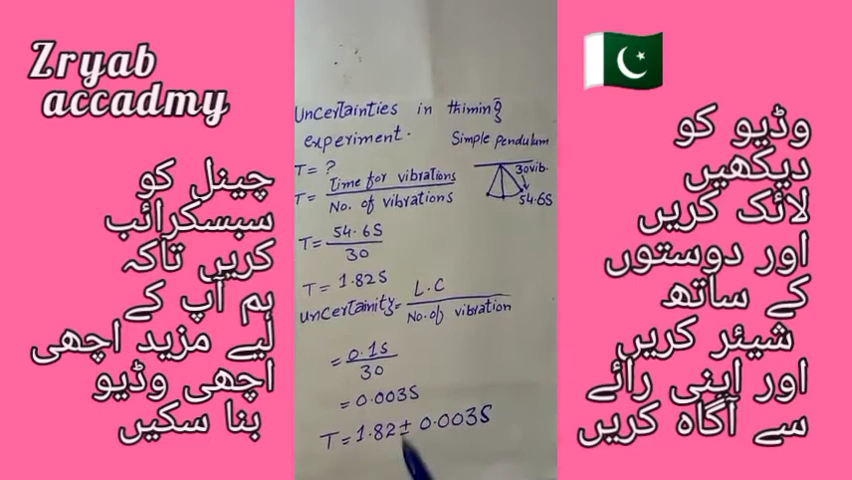 Zryab
accadmy
چینل کو
سبسکرائب
کریں تاکہ
ہم آپ کے
لیے مزید اچھی
اچھی وڈیو
بنا سکیں
Uncertainties in thiming
experiment.
Simple pendulum
30vib.
54.6S
T = ?
T = Time for vibrations
No. of vibrations
T = 54.6S
30
T = 1.82S
Uncertainity = L.C
No. of vibration
= 0.1S
30
= 0.003S
T = 1.82 ± 0.003S
وڈیو کو
دیکھیں
لائک کریں
اور دوستوں
کے ساتھ
شیئر کریں
اور اپنی رائے
سے آگاہ کریں